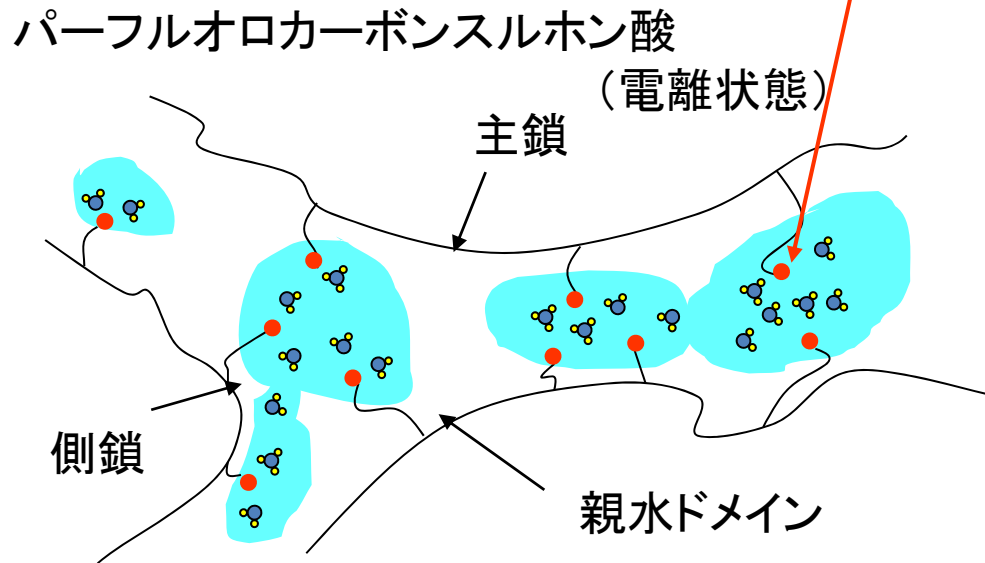 パーフルオロカーボンスルホン酸
（電離状態）
主鎖
側鎖
親水ドメイン